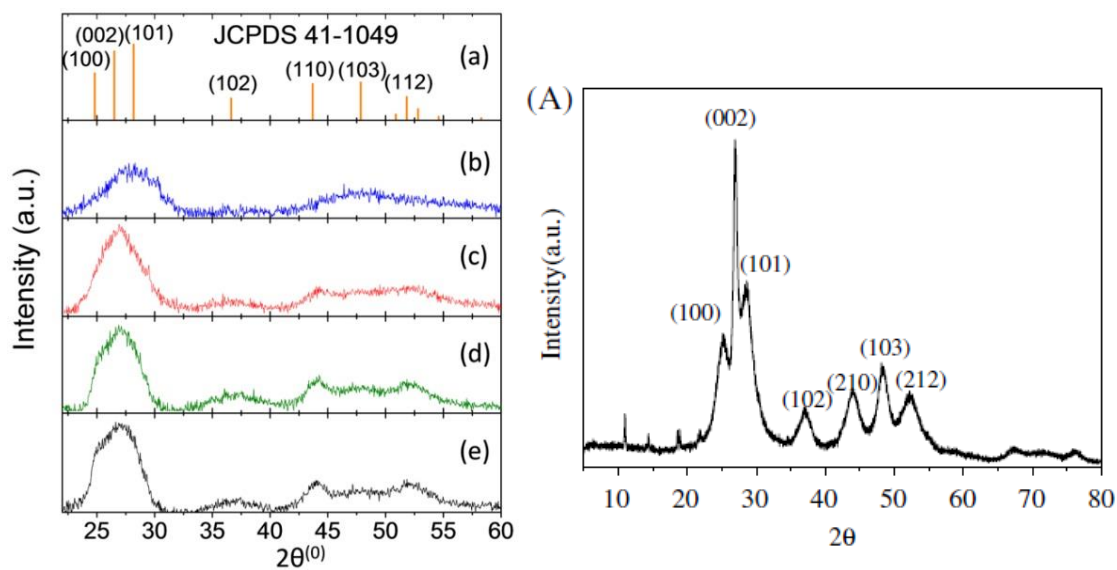 JCPDS 41-1049
(a)
(002) (101)
(100)
(102)
(110)
(103)
(112)
(b)
(c)
(d)
(e)
Intensity (a.u.)
25 30 35 40 45 50 55 60
2θ(0)
(A)
(002)
(101)
(100)
(103)
(102)
(210)
(212)
Intensity(a.u.)
10 20 30 40 50 60 70 80
2θ